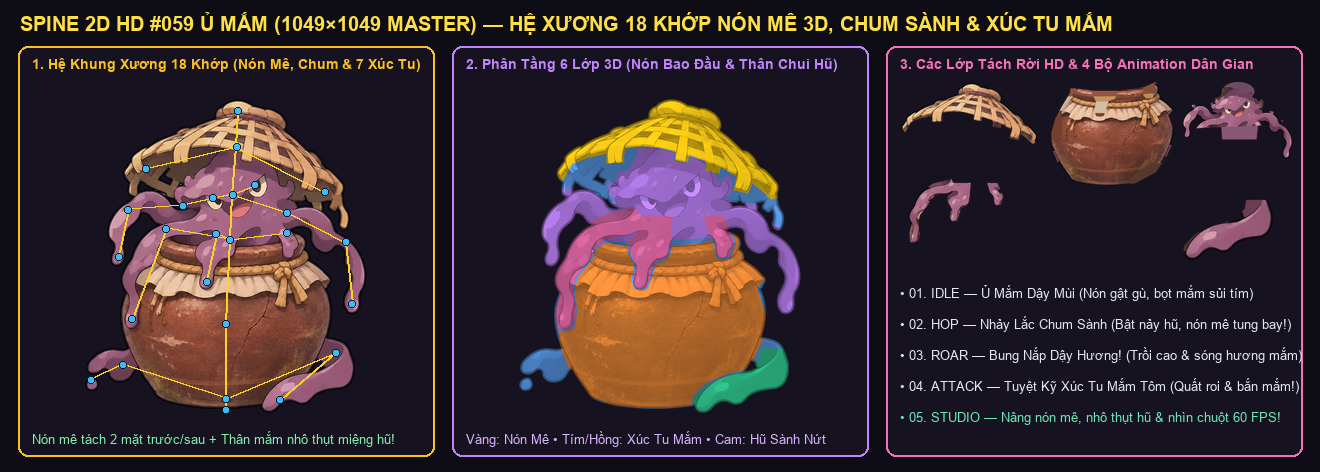 SPINE 2D HD #059 Ủ MẮM (1049×1049 MASTER) — HỆ XƯƠNG 18 KHỚP NÓN MÊ 3D, CHUM SÀNH & XÚC TU MẮM
1. Hệ Khung Xương 18 Khớp (Nón Mê, Chum & 7 Xúc Tu)
Nón mê tách 2 mặt trước/sau + Thân mắm nhô thụt miệng hũ!
2. Phân Tầng 6 Lớp 3D (Nón Bao Đầu & Thân Chui Hũ)
Vàng: Nón Mê • Tím/Hồng: Xúc Tu Mắm • Cam: Hũ Sành Nứt
3. Các Lớp Tách Rời HD & 4 Bộ Animation Dân Gian
• 01. IDLE — Ủ Mắm Dậy Mùi (Nón gật gù, bọt mắm sủi tím)
• 02. HOP — Nhảy Lắc Chum Sành (Bật nảy hũ, nón mê tung bay!)
• 03. ROAR — Bung Nắp Dậy Hương! (Trồi cao & sóng hương mắm)
• 04. ATTACK — Tuyệt Kỹ Xúc Tu Mắm Tôm (Quất roi & bắn mắm!)
• 05. STUDIO — Nâng nón mê, nhô thụt hũ & nhìn chuột 60 FPS!